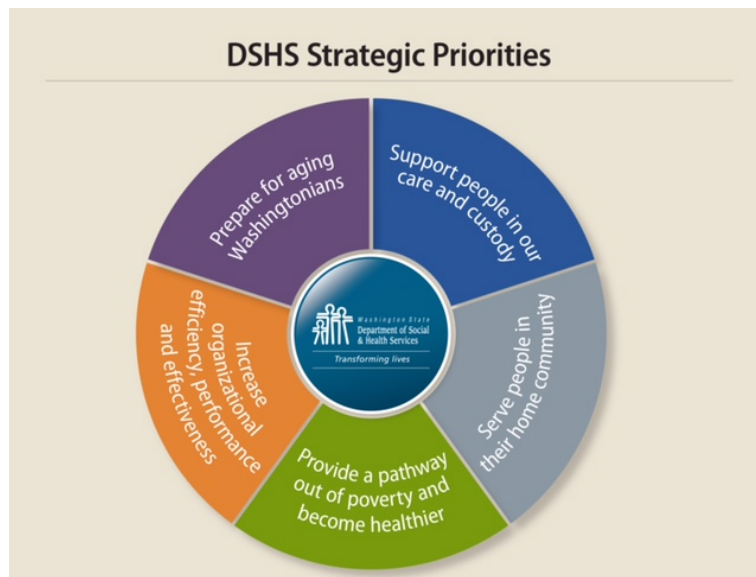 DSHS Strategic Priorities
Prepare for aging
Washingtonians
Support people in our
care and custody
Serve people in
their home community
Provide a pathway
out of poverty and
become healthier
Increase
organizational
efficiency, performance
and effectiveness
Washington State
Department of Social
& Health Services
Transforming lives